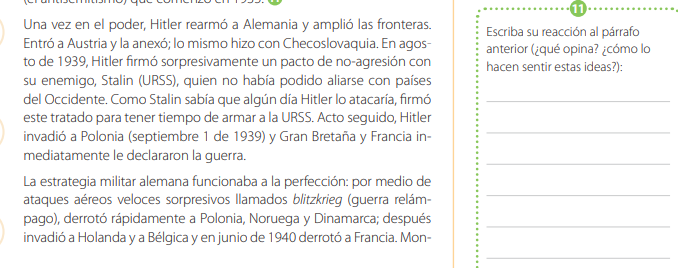 (el antisemitismo) que comenzó en 1933. 11
Una vez en el poder, Hitler rearmó a Alemania y amplió las fronteras.
Entró a Austria y la anexó; lo mismo hizo con Checoslovaquia. En agos-
to de 1939, Hitler firmó sorpresivamente un pacto de no-agresión con
su enemigo, Stalin (URSS), quien no había podido aliarse con países
del Occidente. Como Stalin sabía que algún día Hitler lo atacaría, firmó
este tratado para tener tiempo de armar a la URSS. Acto seguido, Hitler
invadió a Polonia (septiembre 1 de 1939) y Gran Bretaña y Francia in-
mediatamente le declararon la guerra.
La estrategia militar alemana funcionaba a la perfección: por medio de
ataques aéreos veloces sorpresivos llamados blitzkrieg (guerra relám-
pago), derrotó rápidamente a Polonia, Noruega y Dinamarca; después
invadió a Holanda y a Bélgica y en junio de 1940 derrotó a Francia. Mon-
11
Escriba su reacción al párrafo
anterior (¿qué opina? ¿cómo lo
hacen sentir estas ideas?):